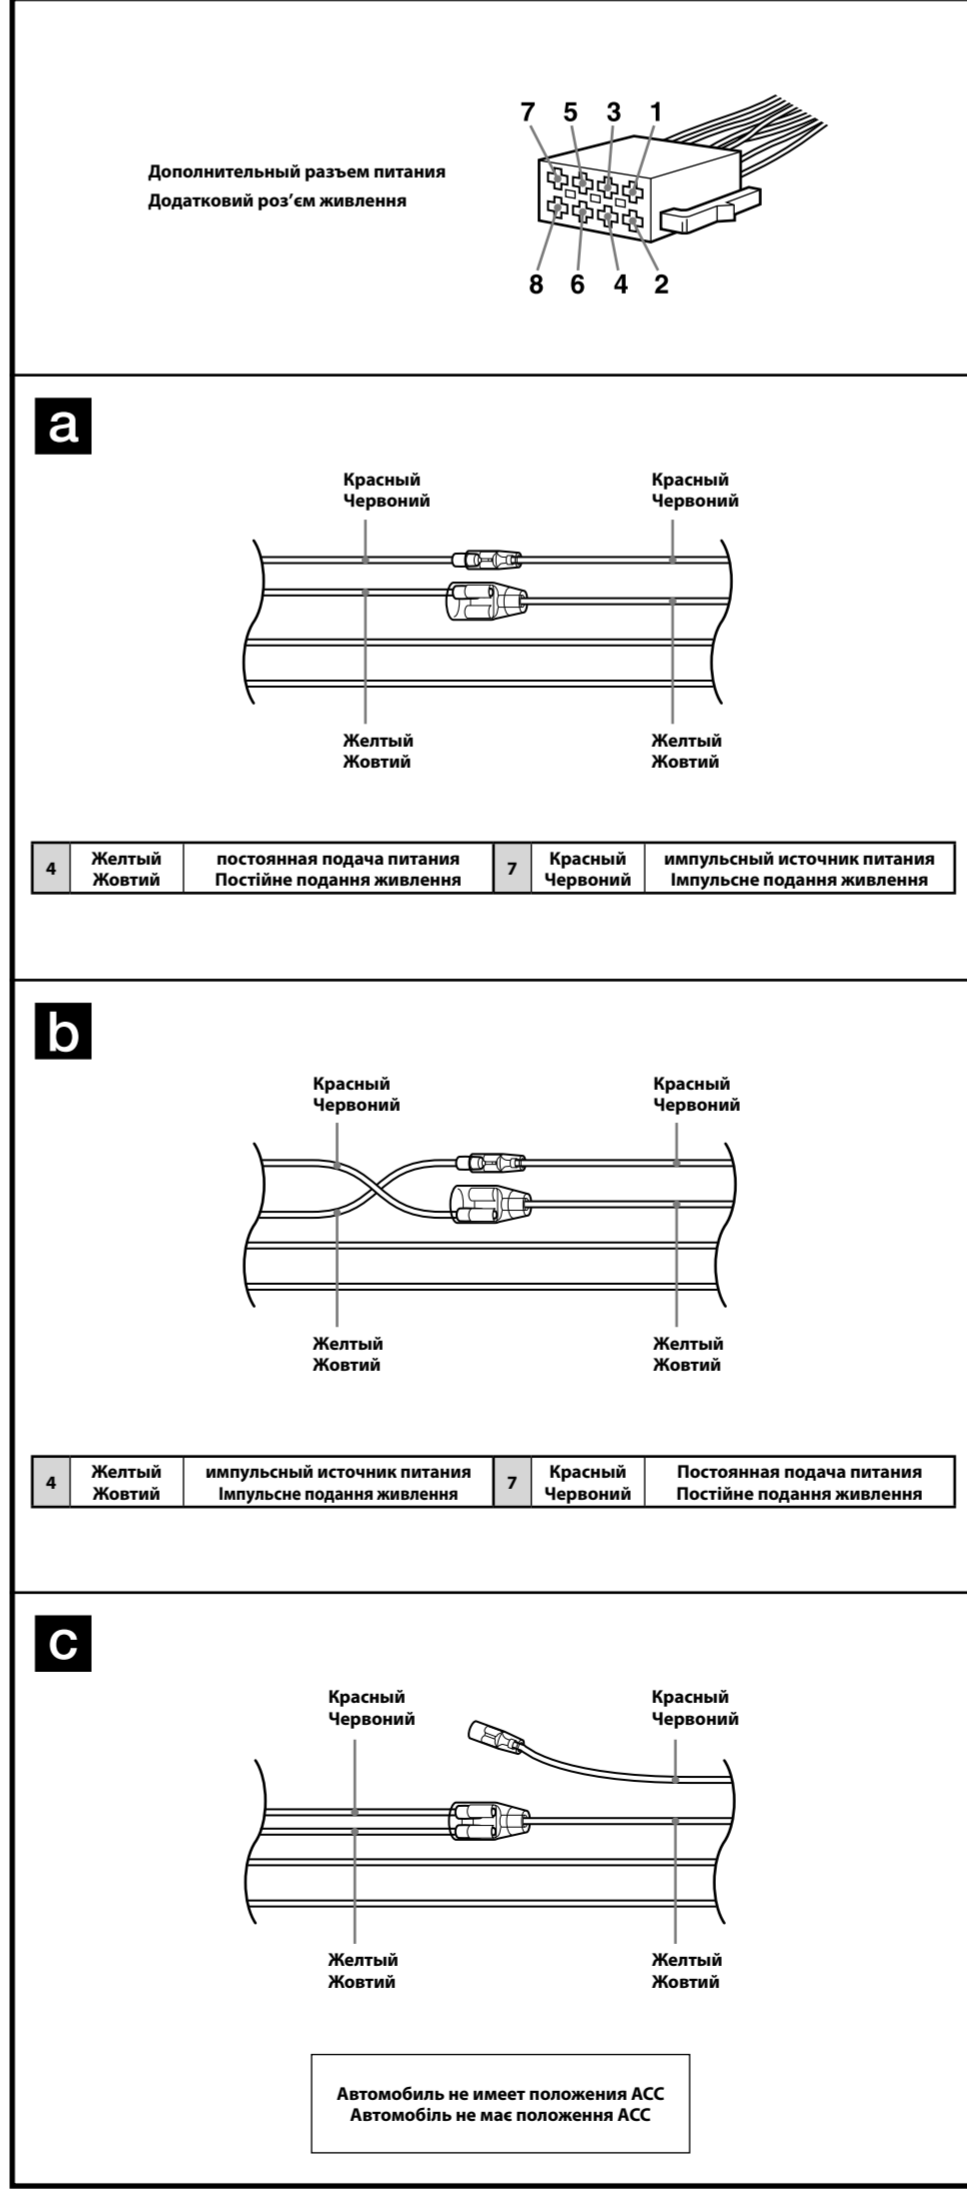 7 5 3 1
Дополнительный разъем питания
Додатковий роз’єм живлення
8 6 4 2
a
Красный Красный
Червоний Червоний
Желтый Желтый
Жовтий Жовтий
4 Желтый постоянная подача питания 7 Красный импульсный источник питания
Жовтий Постійне подання живлення Червоний Імпульсне подання живлення
b
Красный Красный
Червоний Червоний
Желтый Желтый
Жовтий Жовтий
4 Желтый импульсный источник питания 7 Красный Постоянная подача питания
Жовтий Імпульсне подання живлення Червоний Постійне подання живлення
c
Красный Красный
Червоний Червоний
Желтый Желтый
Жовтий Жовтий
Автомобиль не имеет положения АСС
Автомобіль не має положення АСС